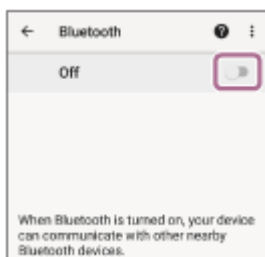 Bluetooth
Off
When Bluetooth is turned on, your device
can communicate with other nearby
Bluetooth devices.